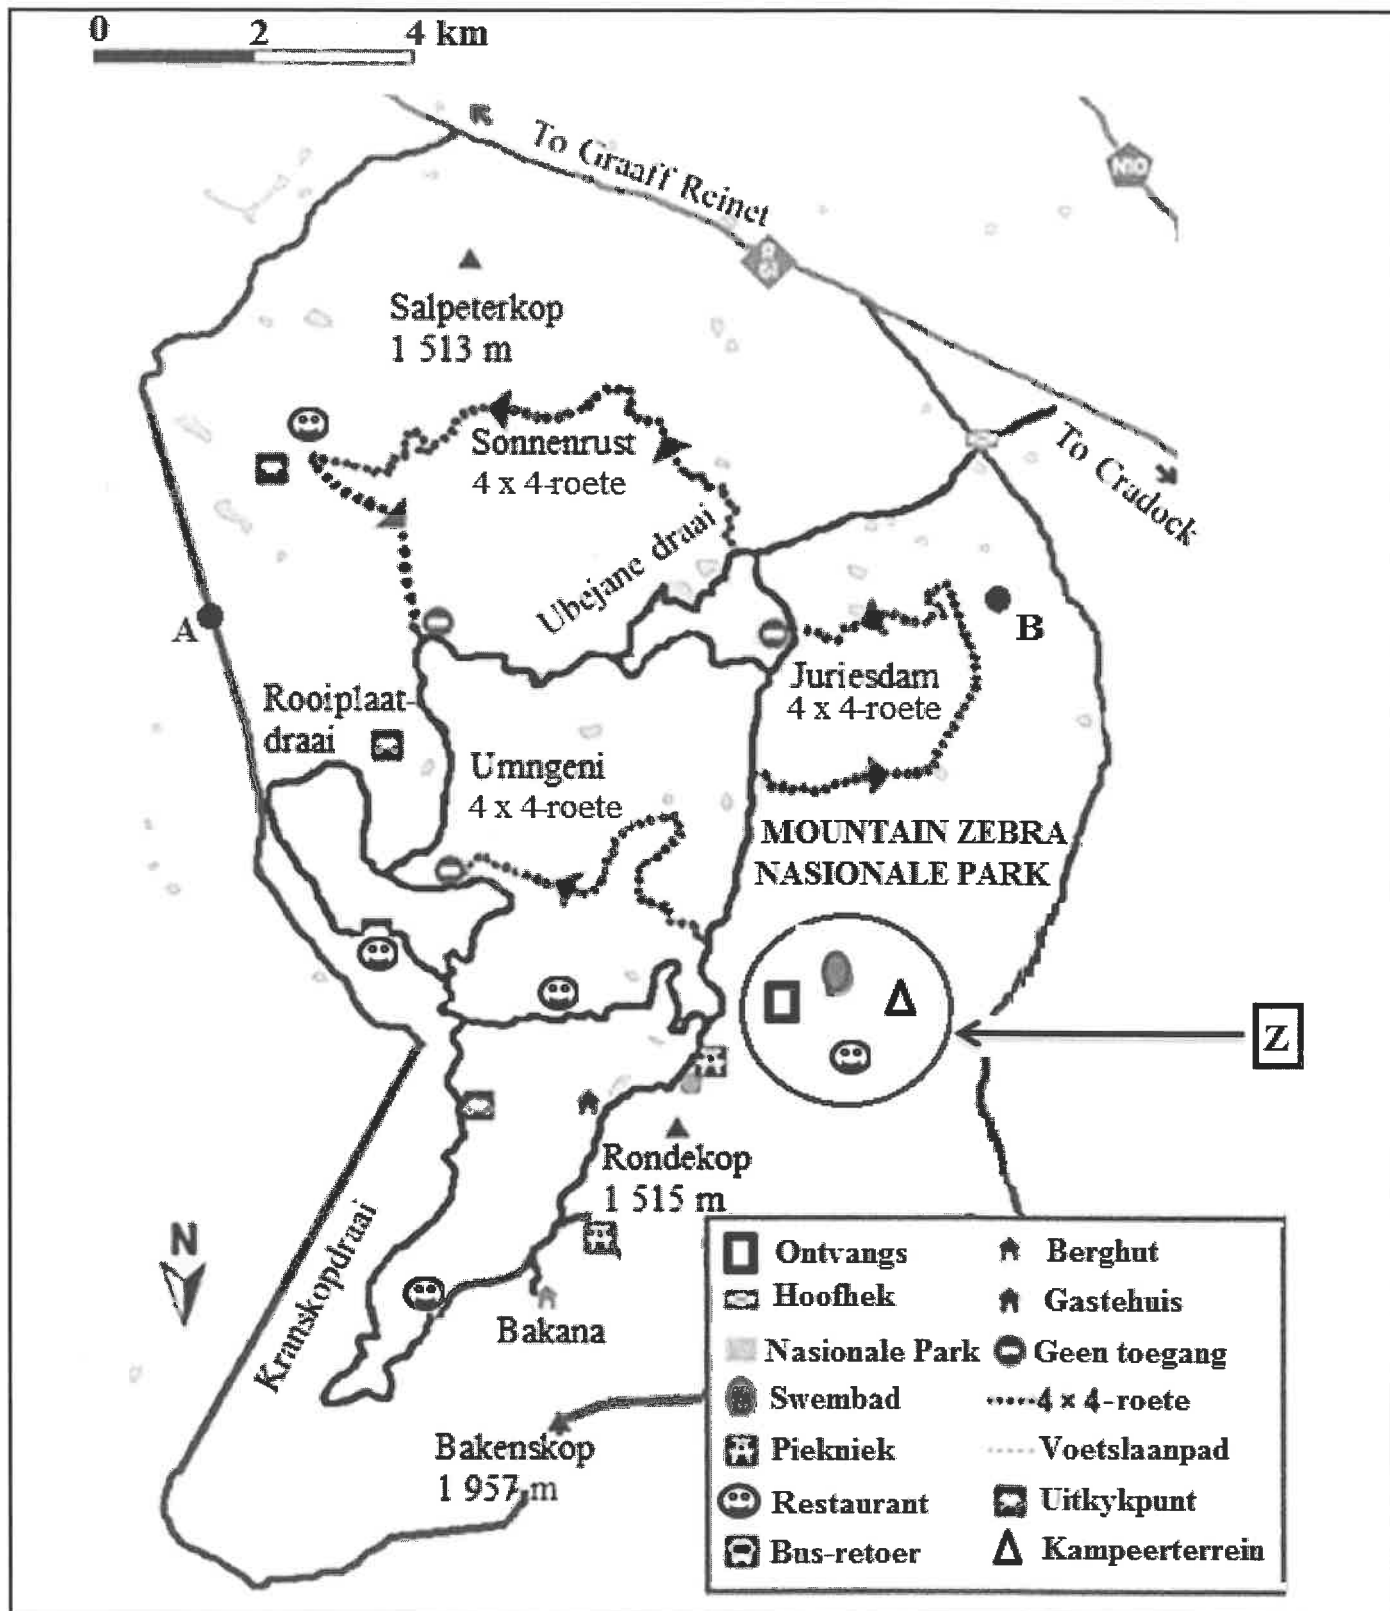 0 2 4 km
To Graaff Reinet
N10
R61
Salpeterkop
1 513 m
Sonnenrust
4 x 4-roete
To Cradock
Ubejane draai
A
B
Juriesdam
4 x 4-roete
Rooiplaat-
draai
Umngeni
4 x 4-roete
MOUNTAIN ZEBRA
NASIONALE PARK
Z
Rondekop
1 515 m
Kranskopdraai
N
Bakana
Bakenskop
1 957 m
Ontvangs
Hoofhek
Nasionale Park
Swembad
Piekniek
Restaurant
Bus-retoer
Berghut
Gastehuis
Geen toegang
4 × 4-roete
Voetslaanpad
Uitkykpunt
Kampeerterrein